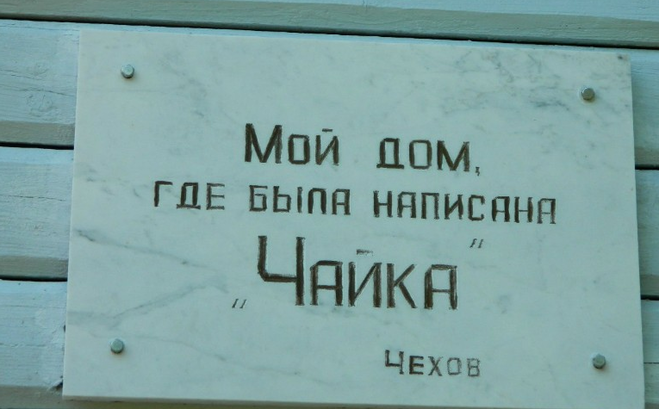 Мой дом,
где была написана
„Чайка"
Чехов